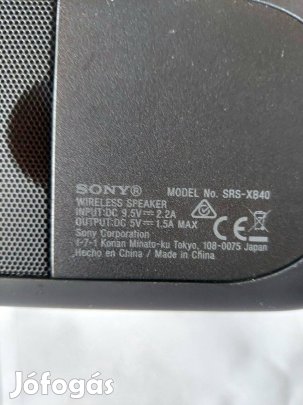 SONY® MODEL No. SRS-XB40
WIRELESS SPEAKER
INPUT:DC 9.5V⎓2.2A
OUTPUT:DC 5V⎓1.5A MAX
Sony Corporation
1-7-1 Konan Minato-ku Tokyo, 108-0075 Japan
Hecho en China / Made in China
CE
Jófogás